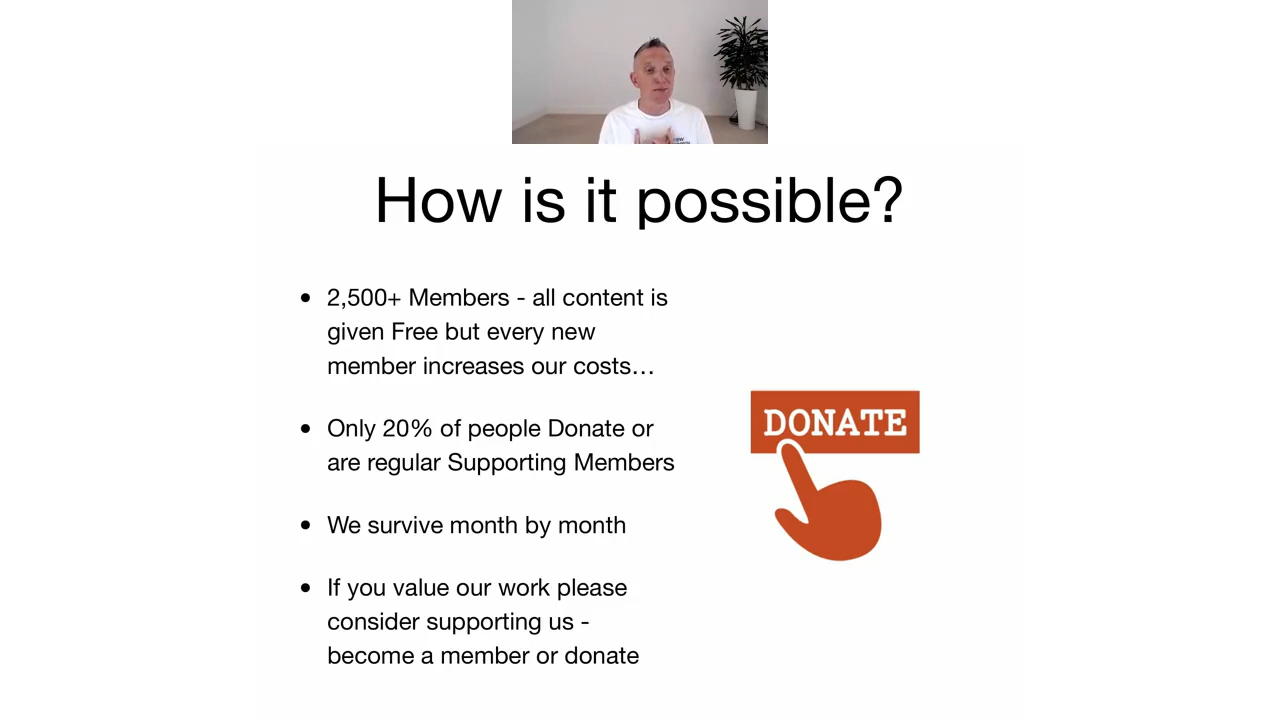 How is it possible?
• 2,500+ Members - all content is
given Free but every new
member increases our costs…
• Only 20% of people Donate or
are regular Supporting Members
• We survive month by month
• If you value our work please
consider supporting us -
become a member or donate
DONATE